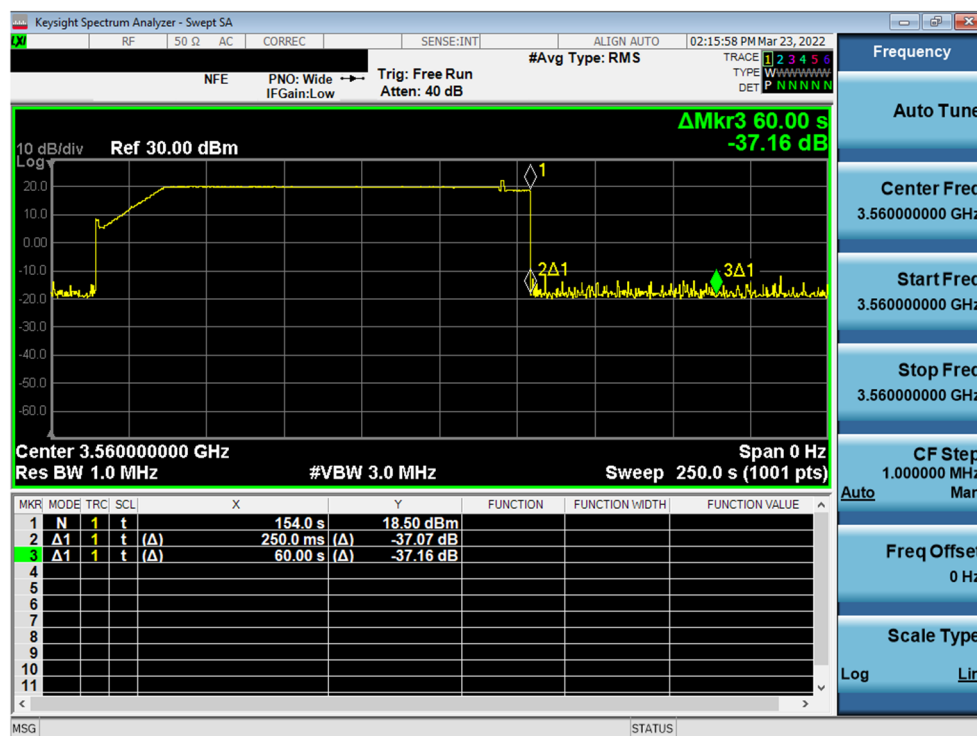 Keysight Spectrum Analyzer - Swept SA
LXI RF 50 Ω AC CORREC SENSE:INT ALIGN AUTO 02:15:58 PM Mar 23, 2022
#Avg Type: RMS TRACE 1 2 3 4 5 6
NFE PNO: Wide Trig: Free Run TYPE WWWWWW
IFGain:Low Atten: 40 dB DET P N N N N N
ΔMkr3 60.00 s
-37.16 dB
10 dB/div Ref 30.00 dBm
Log
20.0
10.0
0.00
-10.0
-20.0
-30.0
-40.0
-50.0
-60.0
1
2Δ1
3Δ1
Center 3.560000000 GHz Span 0 Hz
Res BW 1.0 MHz #VBW 3.0 MHz Sweep 250.0 s (1001 pts)
MKR MODE TRC SCL X Y FUNCTION FUNCTION WIDTH FUNCTION VALUE
1 N 1 t 154.0 s 18.50 dBm
2 Δ1 1 t (Δ) 250.0 ms (Δ) -37.07 dB
3 Δ1 1 t (Δ) 60.00 s (Δ) -37.16 dB
4
5
6
7
8
9
10
11
MSG STATUS
Frequency
Auto Tune
Center Freq
3.560000000 GHz
Start Freq
3.560000000 GHz
Stop Freq
3.560000000 GHz
CF Step
1.000000 MHz
Auto Man
Freq Offset
0 Hz
Scale Type
Log Lin